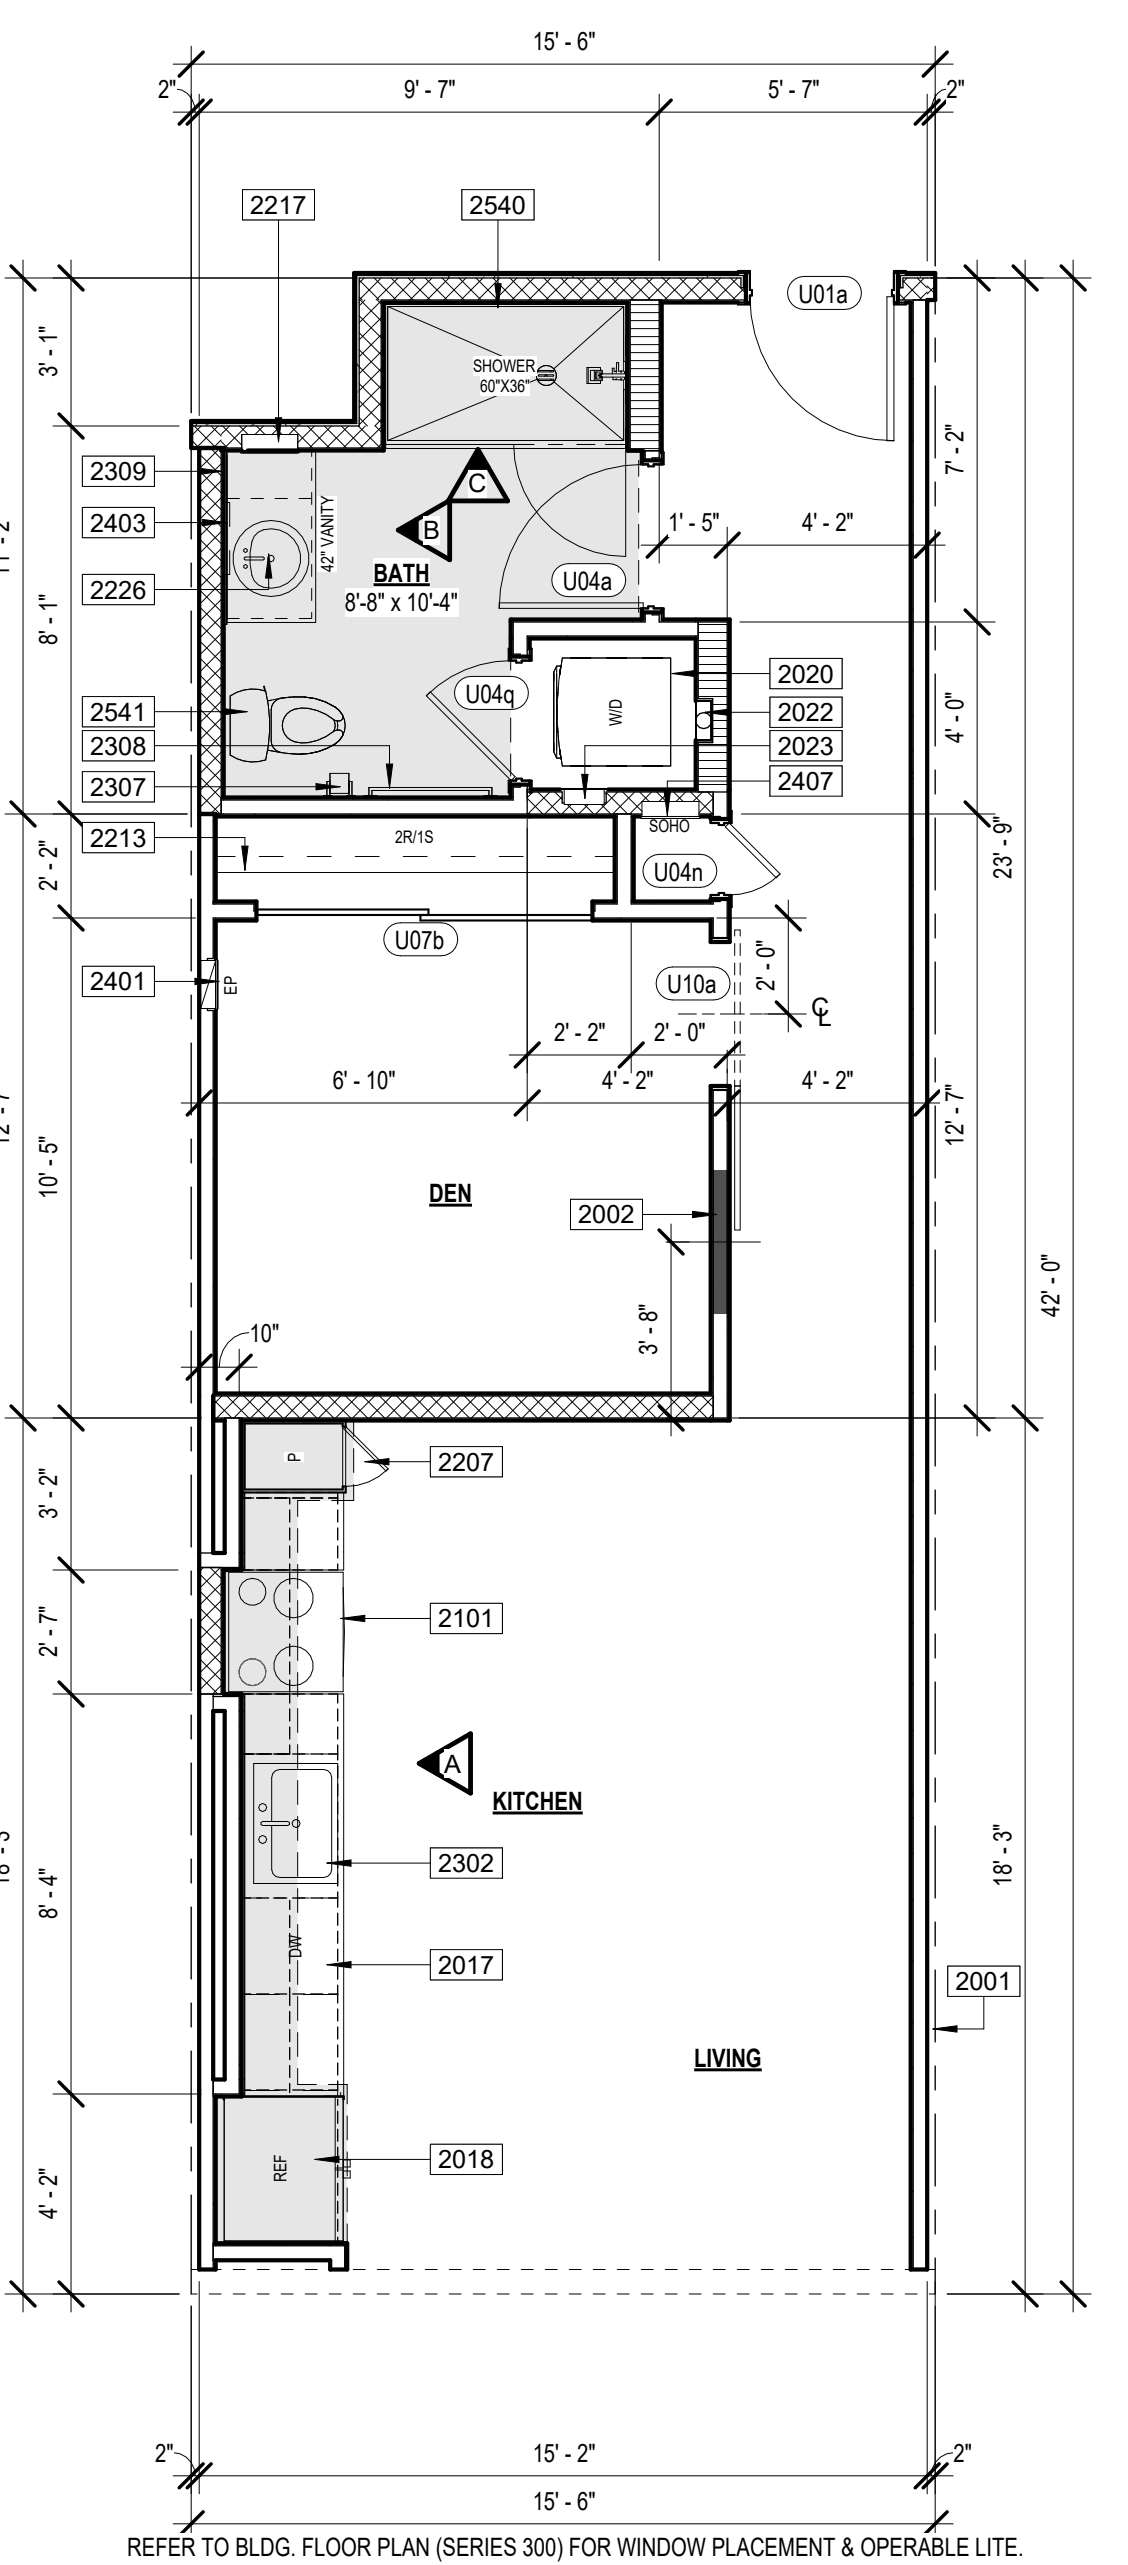 15' - 6"
2"
9' - 7"
5' - 7"
2"
2217
2540
U01a
3' - 1"
SHOWER
60"X36"
7' - 2"
2309
C
2403
B
42" VANITY
1' - 5"
4' - 2"
11' - 2"
BATH
8'-8" x 10'-4"
U04a
2226
8' - 1"
2020
U04q
W/D
2541
2022
4' - 0"
2308
2023
2307
2407
SOHO
2213
2R/1S
2' - 2"
U04n
23' - 9"
U07b
2401
EP
U10a
2' - 0"
2' - 2"
2' - 0"
6' - 10"
4' - 2"
4' - 2"
12' - 7"
12' - 7"
10' - 5"
DEN
2002
42' - 0"
3' - 8"
10"
P
2207
3' - 2"
2101
2' - 7"
A
KITCHEN
18' - 3"
18' - 3"
2302
8' - 4"
DW
2017
2001
LIVING
REF
2018
4' - 2"
2"
15' - 2"
2"
15' - 6"
REFER TO BLDG. FLOOR PLAN (SERIES 300) FOR WINDOW PLACEMENT & OPERABLE LITE.